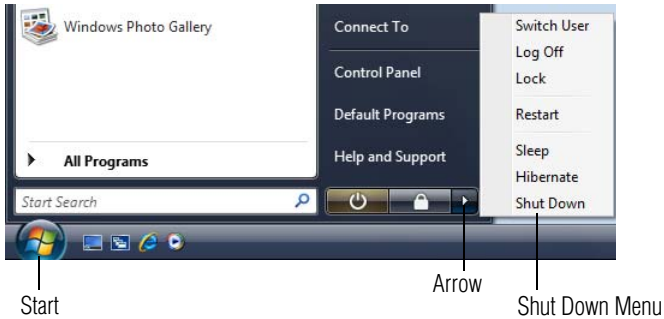 Windows Photo Gallery
All Programs
Start Search
Connect To
Control Panel
Default Programs
Help and Support
Switch User
Log Off
Lock
Restart
Sleep
Hibernate
Shut Down
Start
Arrow
Shut Down Menu